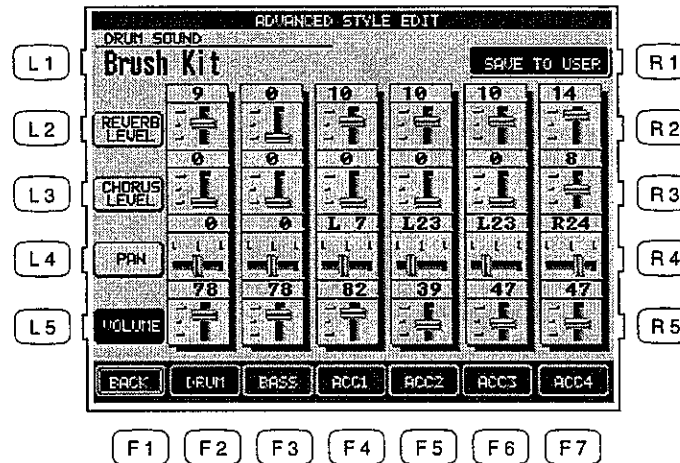 ADVANCED STYLE EDIT
DRUM SOUND
Brush Kit
SAVE TO USER
L1
R1
9 0 10 10 10 14
REVERB LEVEL
L2
R2
0 0 0 0 0 8
CHORUS LEVEL
L3
R3
0 0 L 7 L23 L23 R24
L L L L L L L L L L L L L L L L L L
PAN
L4
R4
78 78 82 39 47 47
VOLUME
L5
R5
BACK DRUM BASS ACC1 ACC2 ACC3 ACC4
F1 F2 F3 F4 F5 F6 F7